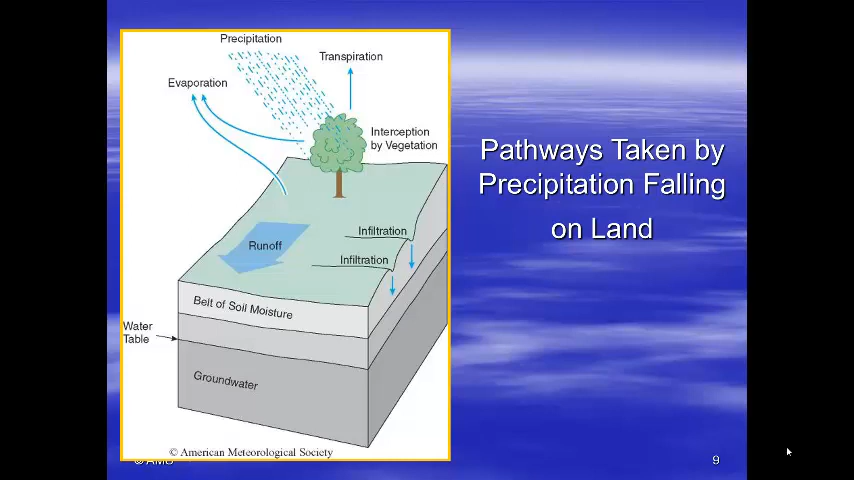 Precipitation
Transpiration
Evaporation
Interception
by Vegetation
Infiltration
Runoff
Infiltration
Belt of Soil Moisture
Water
Table
Groundwater
© American Meteorological Society
© AMS
Pathways Taken by
Precipitation Falling
on Land
9